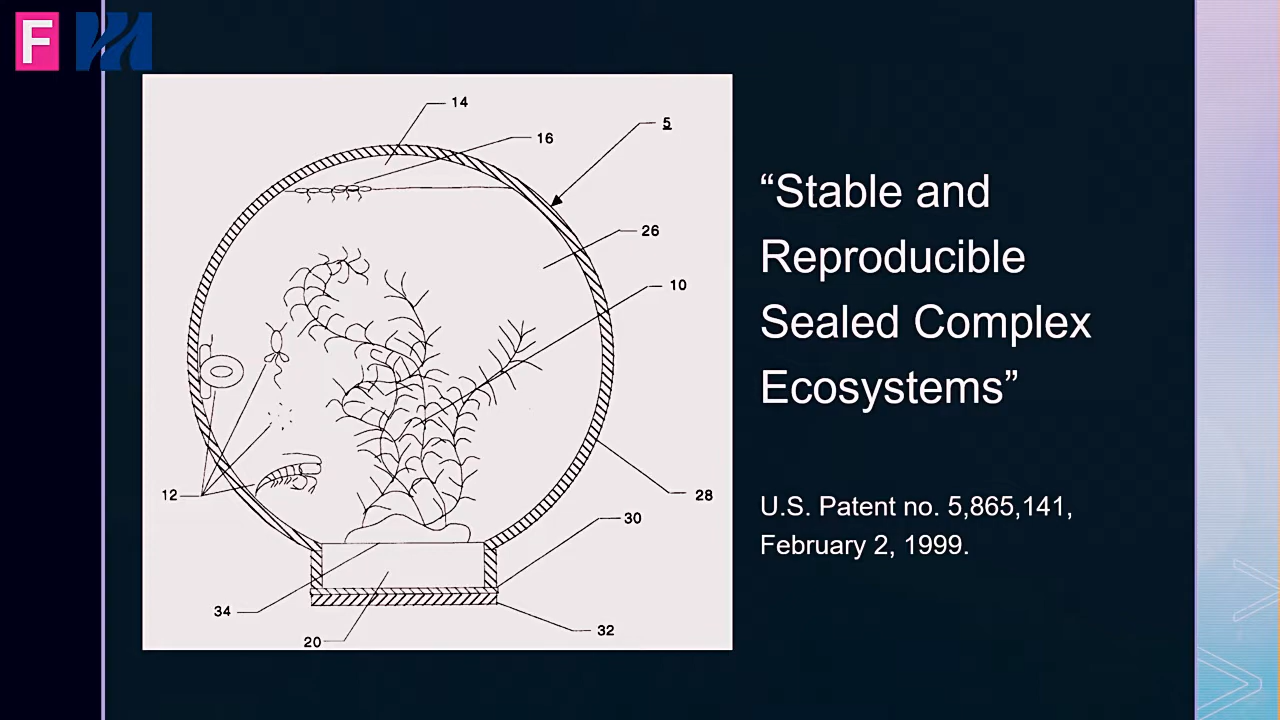 F
14
5
16
26
10
12
28
30
34
32
20
“Stable and
Reproducible
Sealed Complex
Ecosystems”
U.S. Patent no. 5,865,141,
February 2, 1999.